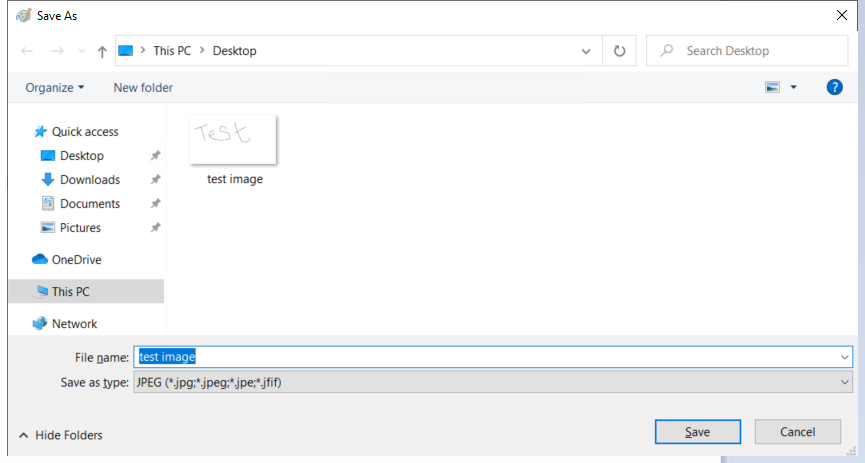 Save As
This PC > Desktop
Search Desktop
Organize
New folder
?
Quick access
Desktop
Downloads
Documents
Pictures
OneDrive
This PC
Network
Test
test image
File name: test image
Save as type: JPEG (*.jpg;*.jpeg;*.jpe;*.jfif)
Hide Folders
Save
Cancel